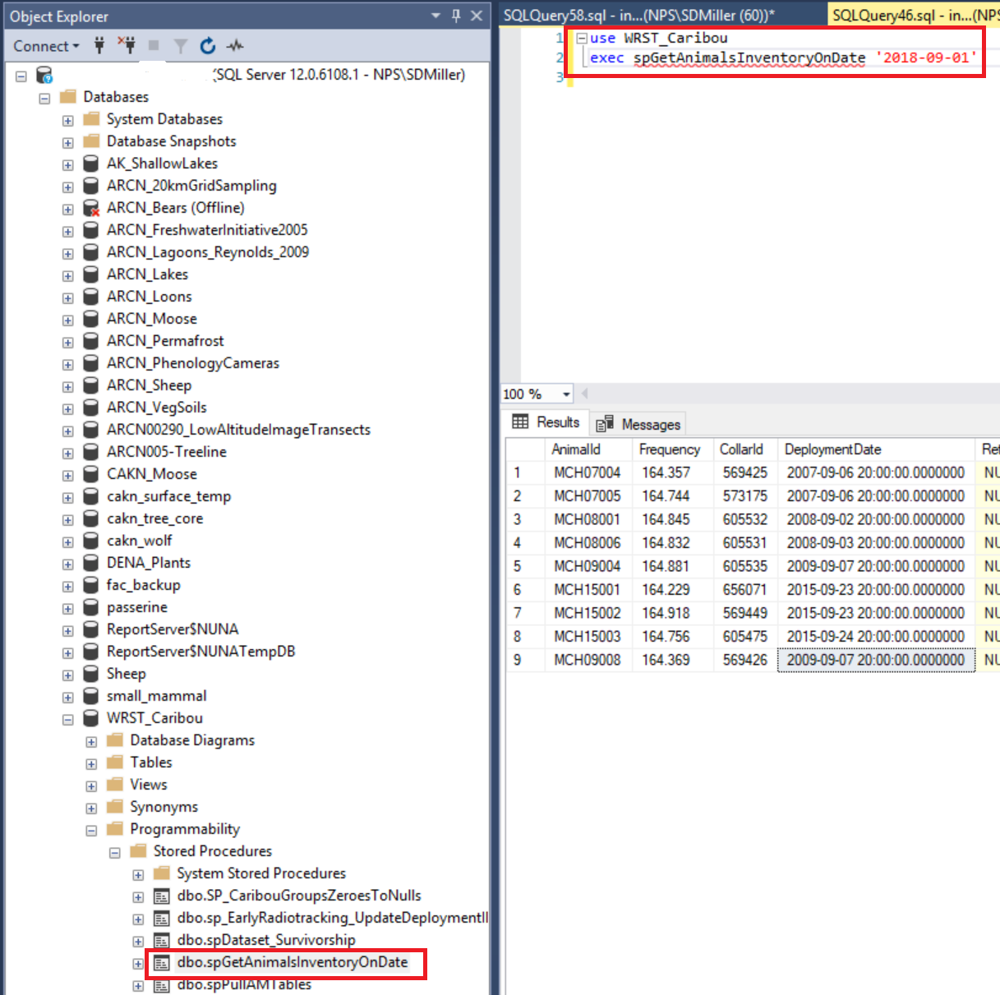 Object Explorer
Connect
(SQL Server 12.0.6108.1 - NPS\SDMiller)
Databases
System Databases
Database Snapshots
AK_ShallowLakes
ARCN_20kmGridSampling
ARCN_Bears (Offline)
ARCN_FreshwaterInitiative2005
ARCN_Lagoons_Reynolds_2009
ARCN_Lakes
ARCN_Loons
ARCN_Moose
ARCN_Permafrost
ARCN_PhenologyCameras
ARCN_Sheep
ARCN_VegSoils
ARCN00290_LowAltitudeImageTransects
ARCN005-Treeline
CAKN_Moose
cakn_surface_temp
cakn_tree_core
cakn_wolf
DENA_Plants
fac_backup
passerine
ReportServer$NUNA
ReportServer$NUNATempDB
Sheep
small_mammal
WRST_Caribou
Database Diagrams
Tables
Views
Synonyms
Programmability
Stored Procedures
System Stored Procedures
dbo.SP_CaribouGroupsZeroesToNulls
dbo.sp_EarlyRadiotracking_UpdateDeploymentI
dbo.spDataset_Survivorship
dbo.spGetAnimalsInventoryOnDate
dbo.spPullAMTables
SQLQuery58.sql - in...(NPS\SDMiller (60))* SQLQuery46.sql - in...(NPS
1 use WRST_Caribou
2 exec spGetAnimalsInventoryOnDate '2018-09-01'
3
100 %
Results Messages
AnimalId Frequency CollarId DeploymentDate Ret
1 MCH07004 164.357 569425 2007-09-06 20:00:00.0000000 NU
2 MCH07005 164.744 573175 2007-09-06 20:00:00.0000000 NU
3 MCH08001 164.845 605532 2008-09-02 20:00:00.0000000 NU
4 MCH08006 164.832 605531 2008-09-03 20:00:00.0000000 NU
5 MCH09004 164.881 605535 2009-09-07 20:00:00.0000000 NU
6 MCH15001 164.229 656071 2015-09-23 20:00:00.0000000 NU
7 MCH15002 164.918 569449 2015-09-23 20:00:00.0000000 NU
8 MCH15003 164.756 605475 2015-09-24 20:00:00.0000000 NU
9 MCH09008 164.369 569426 2009-09-07 20:00:00.0000000 NU